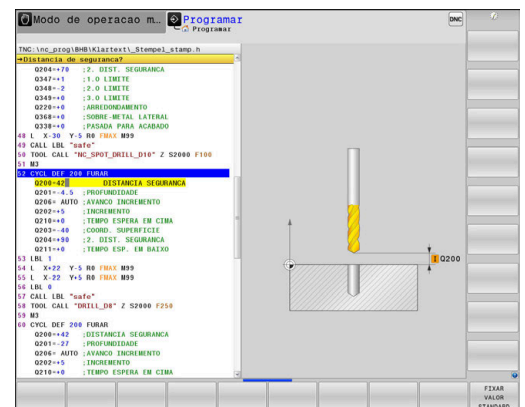 Modo de operacao m...
Programar
Programar
DNC
TNC:\nc_prog\BHB\Klartext\_Stempel_stamp.h
→Distancia de seguranca?
Q204=+70 ;2. DIST. SEGURANCA
Q347=+1 ;1.O LIMITE
Q348=-2 ;2.O LIMITE
Q349=+0 ;3.O LIMITE
Q220=+0 ;ARREDONDAMENTO
Q368=+0 ;SOBRE-METAL LATERAL
Q338=+0 ;PASADA PARA ACABADO
48 L X-30 Y-5 R0 FMAX M99
49 CALL LBL "safe"
50 TOOL CALL "NC_SPOT_DRILL_D10" Z S2000 F100
51 M3
52 CYCL DEF 200 FURAR
Q200=42 DISTANCIA SEGURANCA
Q201=-4.5 ;PROFUNDIDADE
Q206= AUTO ;AVANCO INCREMENTO
Q202=+5 ;INCREMENTO
Q210=+0 ;TEMPO ESPERA EM CIMA
Q203=-40 ;COORD. SUPERFICIE
Q204=+90 ;2. DIST. SEGURANCA
Q211=+0 ;TEMPO ESP. EM BAIXO
53 LBL 1
54 L X+22 Y-5 R0 FMAX M99
55 L X-22 Y+5 R0 FMAX M99
56 LBL 0
57 CALL LBL "safe"
58 TOOL CALL "DRILL_D8" Z S2000 F250
59 M3
60 CYCL DEF 200 FURAR
Q200=+42 ;DISTANCIA SEGURANCA
Q201=-27 ;PROFUNDIDADE
Q206= AUTO ;AVANCO INCREMENTO
Q202=+5 ;INCREMENTO
Q210=+0 ;TEMPO ESPERA EM CIMA
I Q200
FIXAR
VALOR
STANDARD